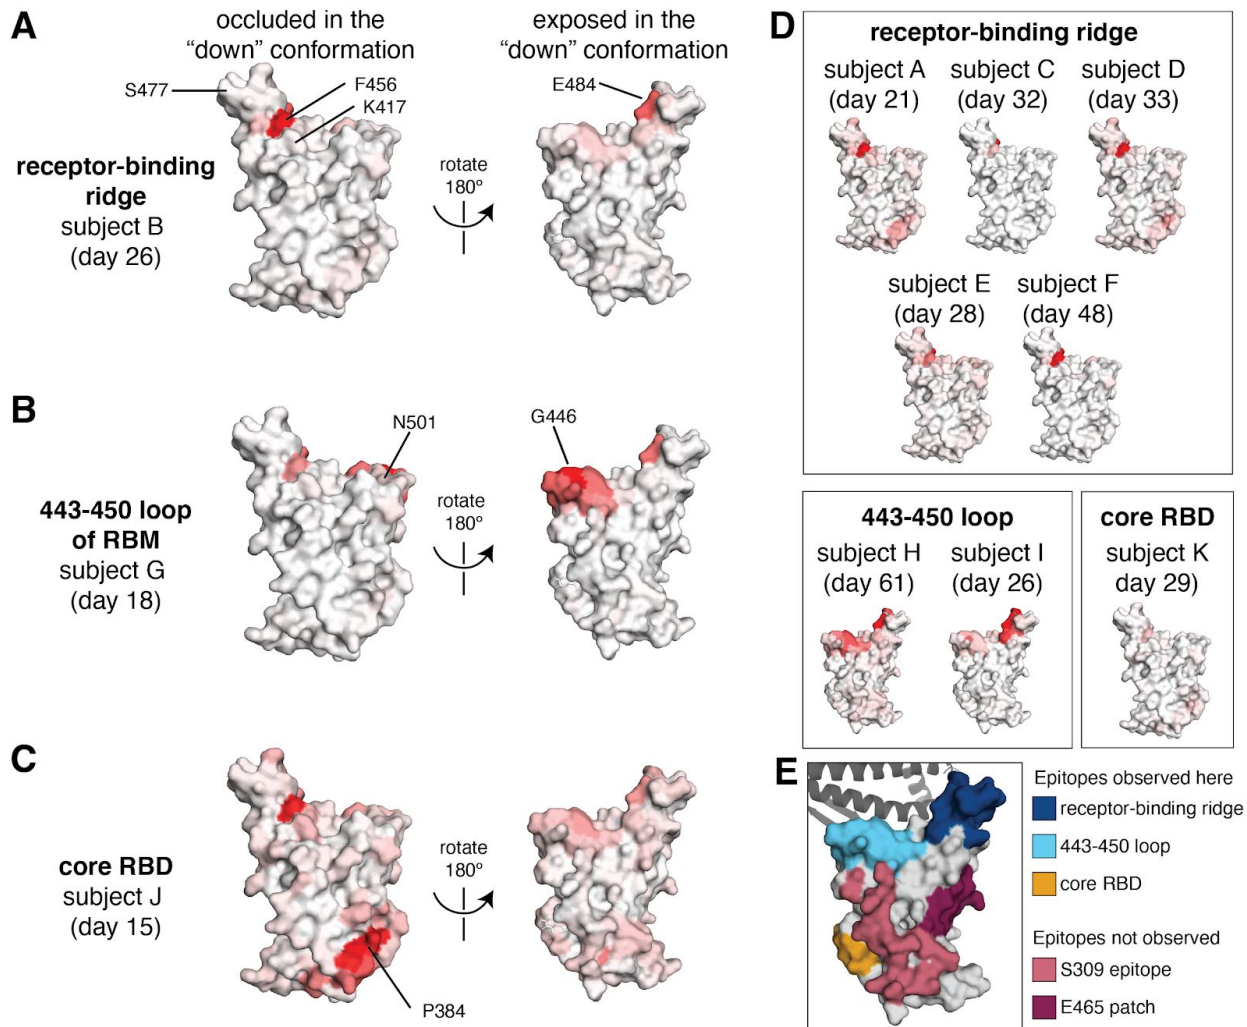 A
occluded in the
“down” conformation
exposed in the
“down” conformation
S477
F456
K417
E484
receptor-binding
ridge
subject B
(day 26)
rotate
180º
B
N501
G446
443-450 loop
of RBM
subject G
(day 18)
rotate
180º
C
core RBD
subject J
(day 15)
rotate
180º
P384
D
receptor-binding ridge
subject A
(day 21)
subject C
(day 32)
subject D
(day 33)
subject E
(day 28)
subject F
(day 48)
443-450 loop
subject H
(day 61)
subject I
(day 26)
core RBD
subject K
day 29)
E
Epitopes observed here
receptor-binding ridge
443-450 loop
core RBD
Epitopes not observed
S309 epitope
E465 patch